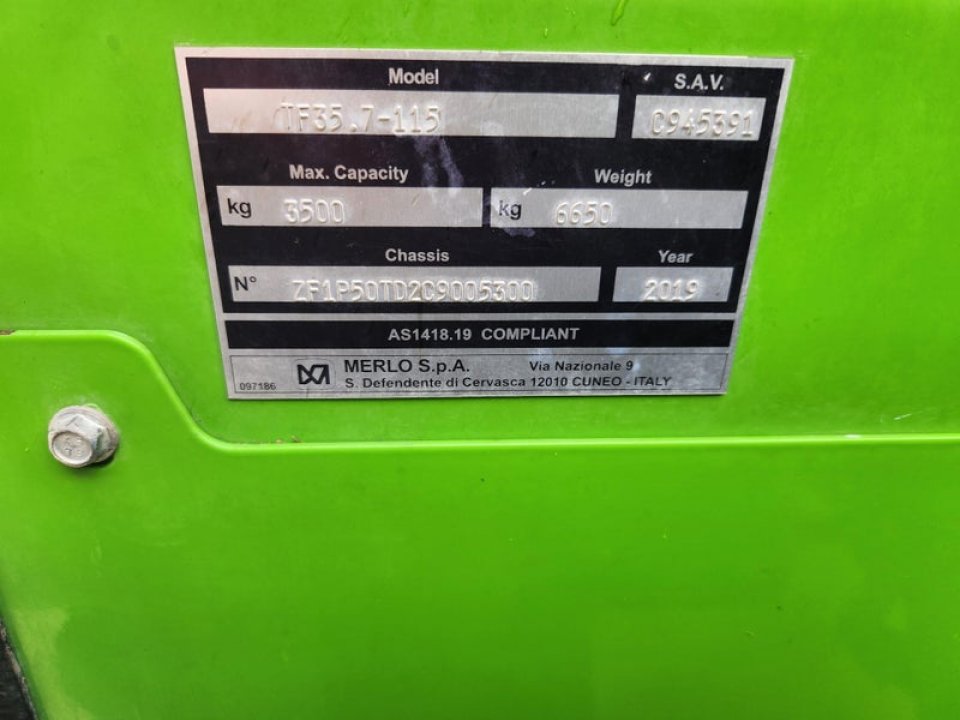 Model S.A.V.
TF35.7-115 C945391
Max. Capacity Weight
kg 3500 kg 6650
Chassis Year
N° ZF1P50TD2C9005300 2019
AS1418.19 COMPLIANT
MERLO S.p.A. Via Nazionale 9
097186 S. Defendente di Cervasca 12010 CUNEO - ITALY